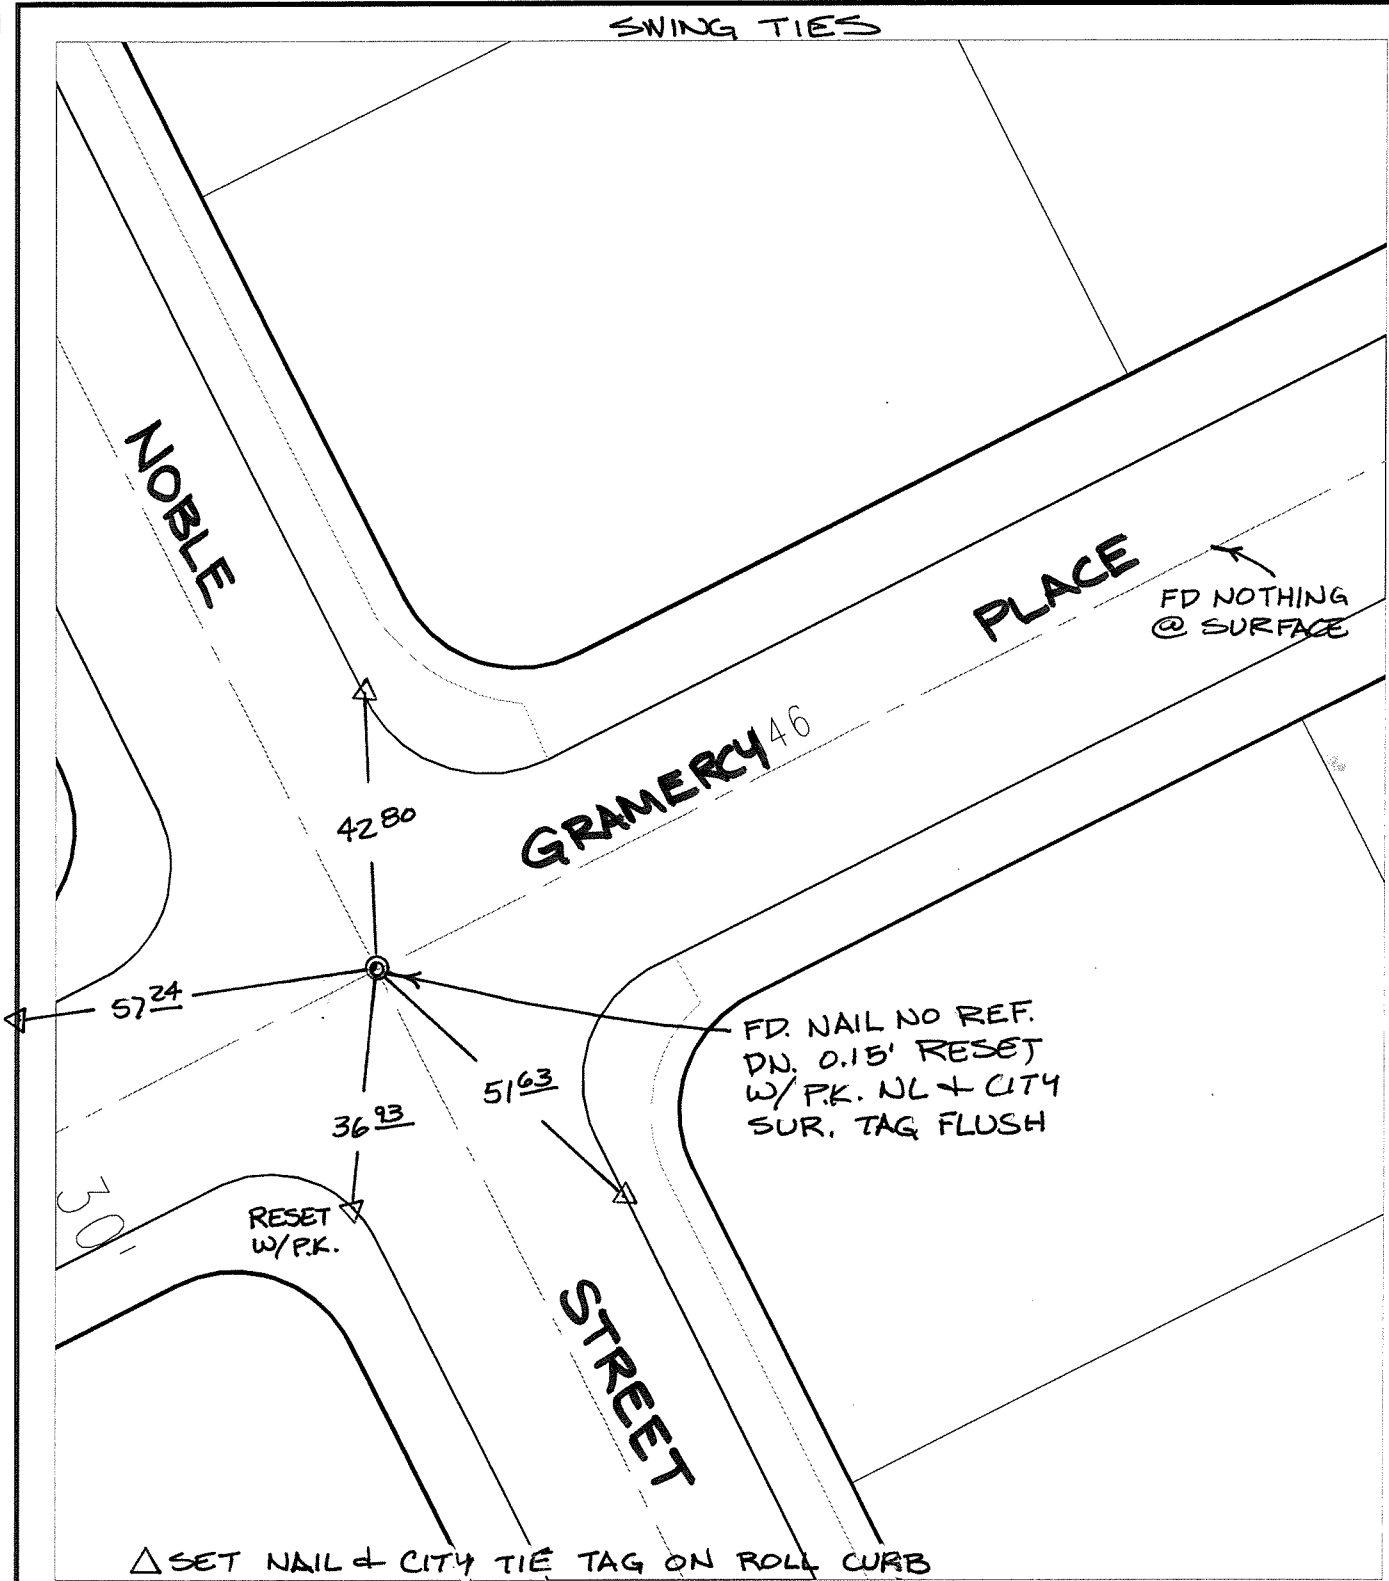 SWING TIES
NOBLE
PLACE
FD NOTHING
@ SURFACE
GRAMERCY
46
42 80
57 24
FD. NAIL NO REF.
DN. 0.15' RESET
W/ P.K. NL & CITY
SUR. TAG FLUSH
51 63
36 93
30'
RESET
W/P.K.
STREET
△ SET NAIL & CITY TIE TAG ON ROLL CURB